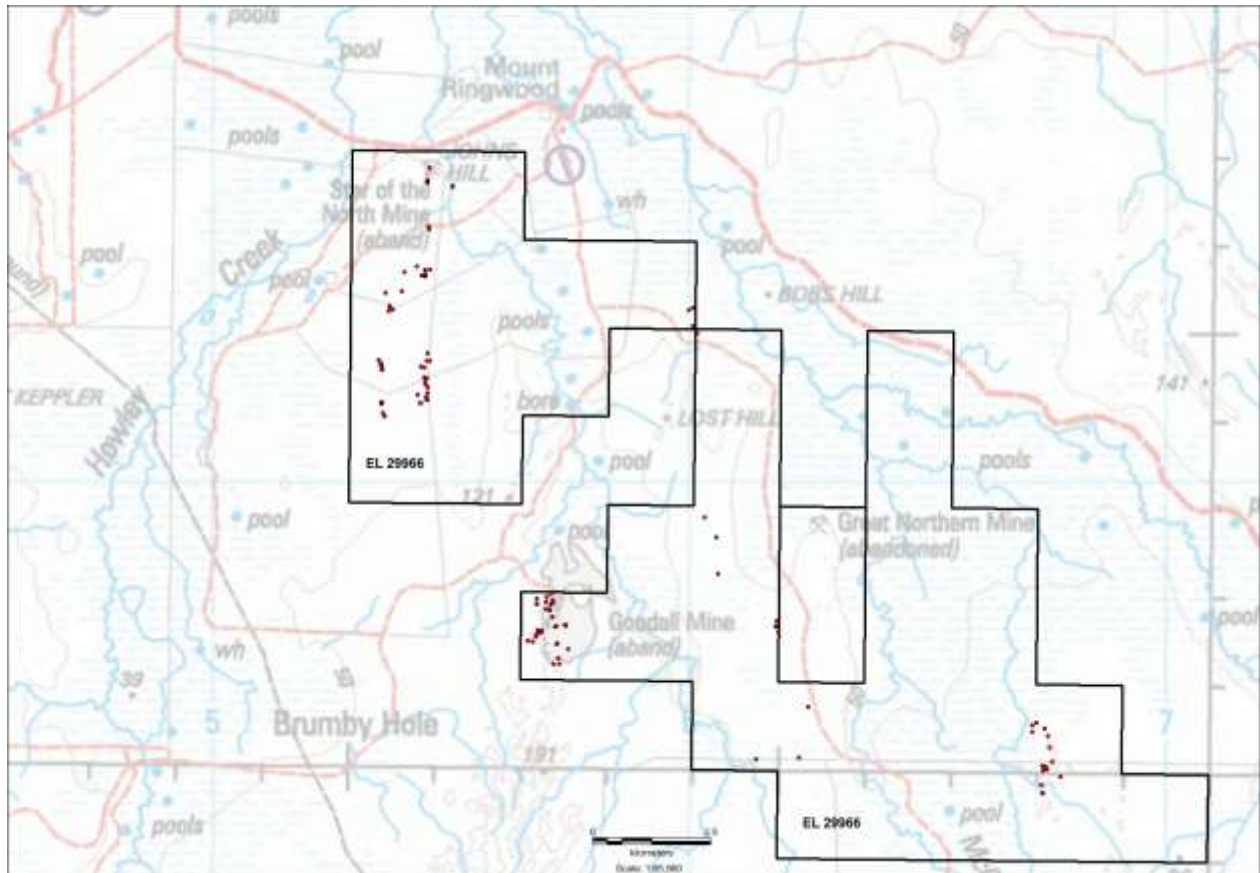 pools
pool
Mount
Ringwood
pools
pools
JOHNS
HILL
Star of the
North Mine
(aband)
wh
pool
pool
Creek
pool
BOBS HILL
pools
141
KEPPLER
Howley
bore
LOST HILL
EL 29966
121
pool
pools
pool
pool
Great Northern Mine
(abandoned)
Goodall Mine
(aband)
pool
wh
39
5
Brumby Hole
191
7
pools
EL 29966
pool
kilometers